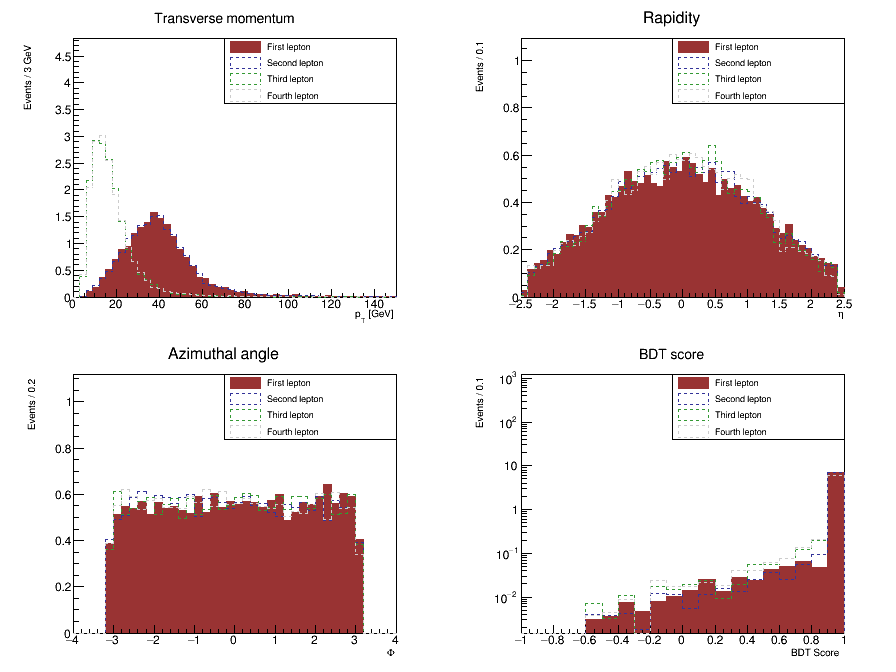 Transverse momentum
Events / 3 GeV
First lepton
Second lepton
Third lepton
Fourth lepton
4.5
4
3.5
3
2.5
2
1.5
1
0.5
0
0 20 40 60 80 100 120 140
p_T [GeV]
Rapidity
Events / 0.1
First lepton
Second lepton
Third lepton
Fourth lepton
1
0.8
0.6
0.4
0.2
0
−2.5 −2 −1.5 −1 −0.5 0 0.5 1 1.5 2 2.5
η
Azimuthal angle
Events / 0.2
First lepton
Second lepton
Third lepton
Fourth lepton
1
0.8
0.6
0.4
0.2
0
−4 −3 −2 −1 0 1 2 3 4
Φ
BDT score
Events / 0.1
First lepton
Second lepton
Third lepton
Fourth lepton
10³
10²
10
1
10⁻¹
10⁻²
−1 −0.8 −0.6 −0.4 −0.2 0 0.2 0.4 0.6 0.8 1
BDT Score